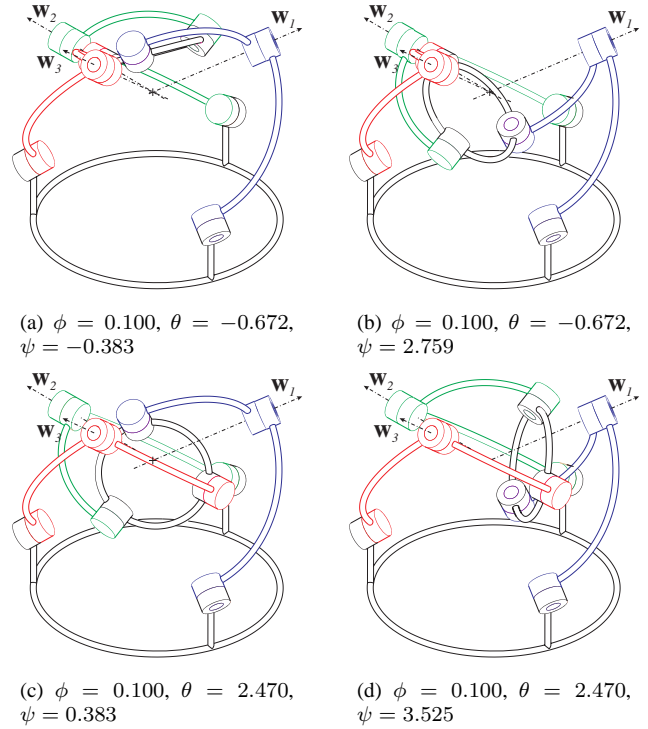 w2 w1
w3
w2 w1
w3
(a) ϕ = 0.100, θ = −0.672,
ψ = −0.383
(b) ϕ = 0.100, θ = −0.672,
ψ = 2.759
w2 w1
w3
w2 w1
w3
(c) ϕ = 0.100, θ = 2.470,
ψ = 0.383
(d) ϕ = 0.100, θ = 2.470,
ψ = 3.525